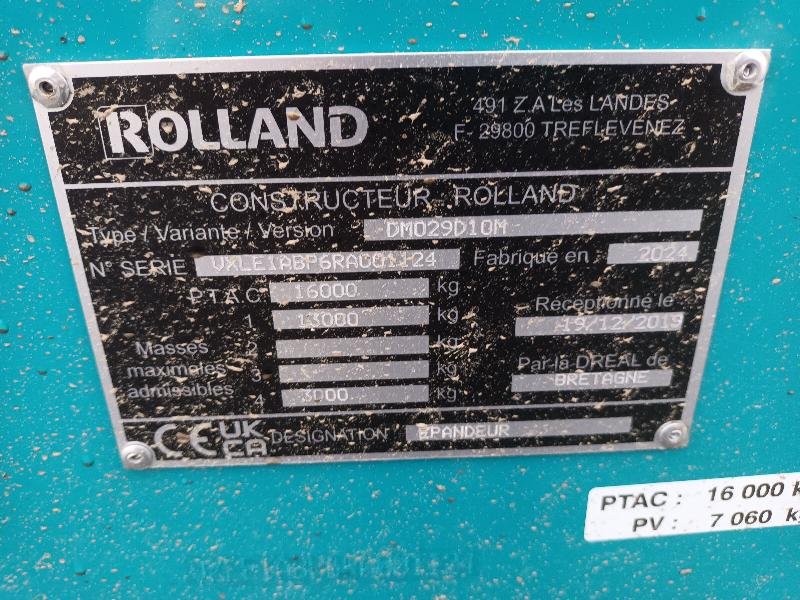 ROLLAND
491 Z.A Les LANDES
F- 29800 TREFLEVENEZ
CONSTRUCTEUR ROLLAND
Type / Variante / Version DM029D10M
N° SERIE Fabriqué en 2024
P.T.A.C 16000 kg
1 13000 kg
Masses 2 kg
maximales 3 kg
admissibles 4 3000 kg
Réceptionné le
19/12/2019
Par la DREAL de
BRETAGNE
CE UK CA DESIGNATION EPANDEUR
PTAC : 16 000
PV : 7 060